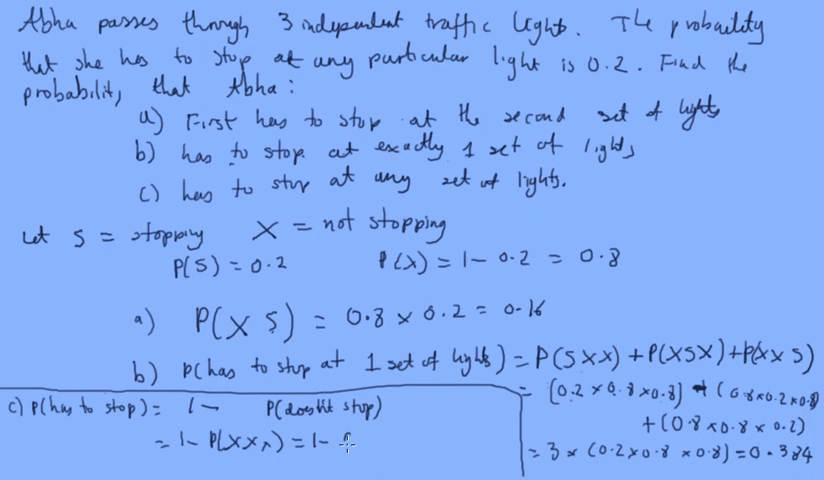 Abha passes through 3 independent traffic light. The probability
that she has to stop at any particular light is 0.2. Find the
probability that Abha:
a) First has to stop at the second set of lights
b) has to stop at exactly 1 set of lights
c) has to stop at any set of lights.
Let S = stopping X = not stopping
P(S) = 0.2 P(X) = 1 - 0.2 = 0.8
a) P(X S) = 0.8 x 0.2 = 0.16
b) P(has to stop at 1 set of lights) = P(SXX) + P(XSX) + P(XXS)
= (0.2 x 0.8 x 0.8) + (0.8 x 0.2 x 0.8)
+ (0.8 x 0.8 x 0.2)
= 3 x (0.2 x 0.8 x 0.8) = 0.384
c) P(has to stop) = 1 - P(doesn't stop)
= 1 - P(XXX) = 1 -